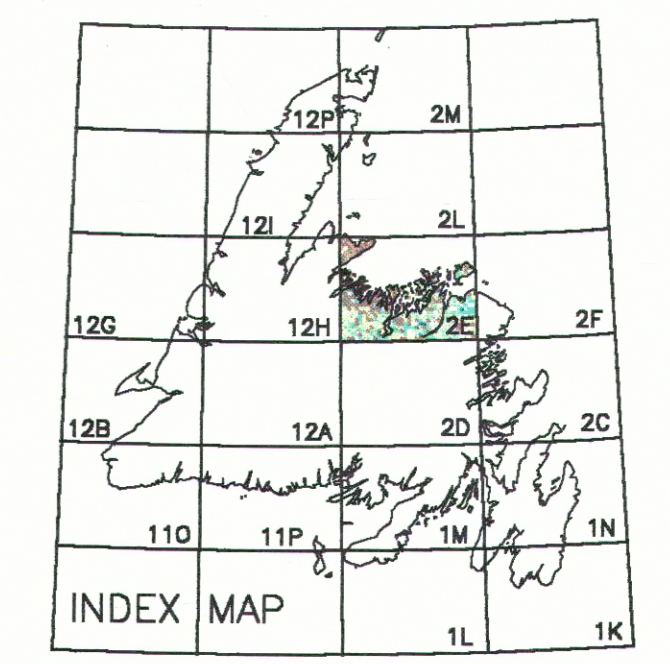 12P 2M
12I 2L
12G 12H 2E 2F
12B 12A 2D 2C
11O 11P 1M 1N
INDEX MAP 1L 1K